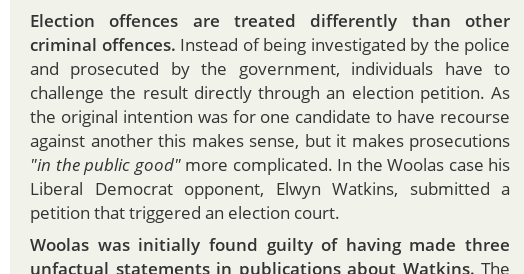 Election offences are treated differently than other
criminal offences. Instead of being investigated by the police
and prosecuted by the government, individuals have to
challenge the result directly through an election petition. As
the original intention was for one candidate to have recourse
against another this makes sense, but it makes prosecutions
"in the public good" more complicated. In the Woolas case his
Liberal Democrat opponent, Elwyn Watkins, submitted a
petition that triggered an election court.
Woolas was initially found guilty of having made three
unfactual statements in publications about Watkins. The